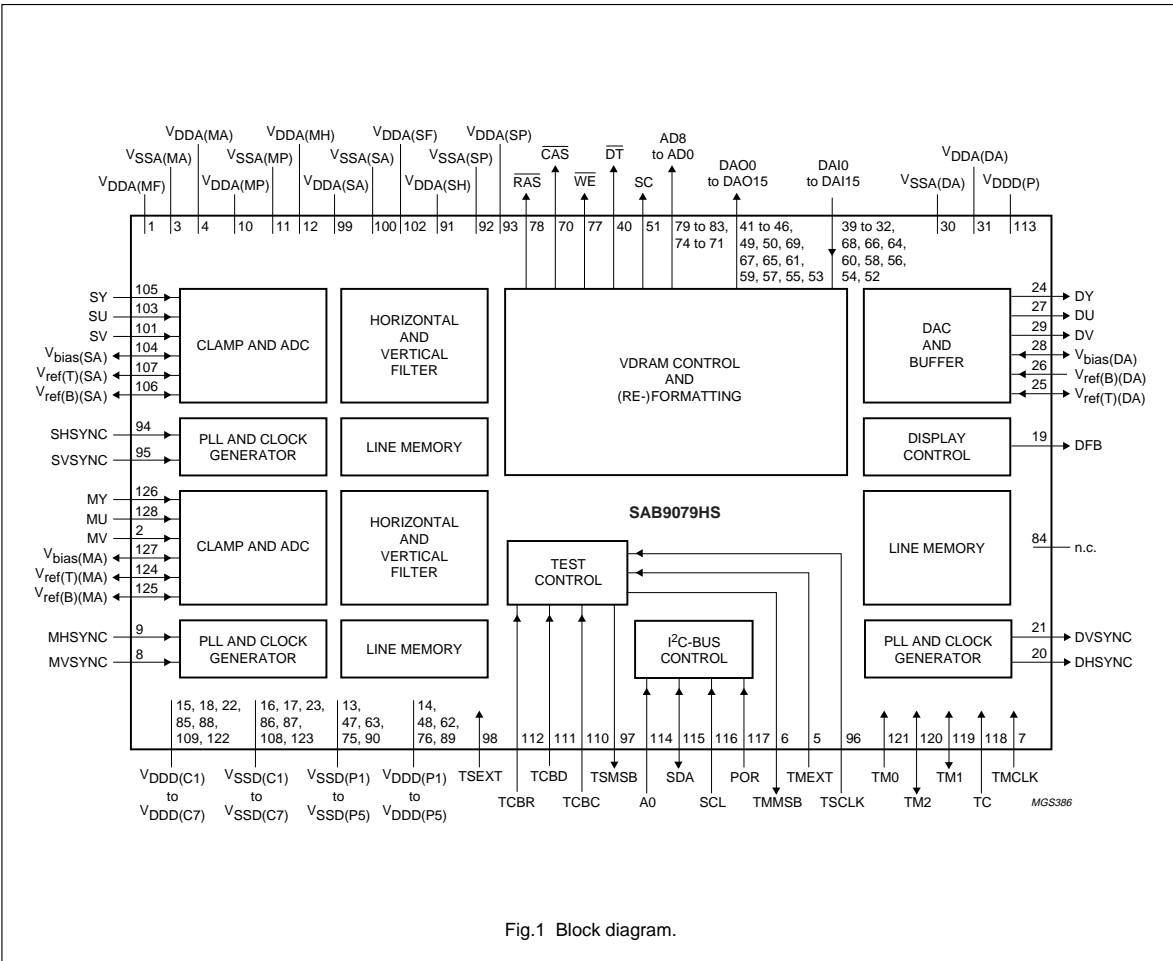 VDDA(MA) VDDA(MH) VDDA(SF) VDDA(SP)
VSSA(MA) VSSA(MP) VSSA(SA) VSSA(SP)
VDDA(MF) VDDA(MP) VDDA(SA) VDDA(SH)
RAS
CAS
WE
DT
SC
AD8
to AD0
DAO0
to DAO15
DAI0
to DAI15
VDDA(DA)
VSSA(DA) VDDD(P)
1 3 4 10 11 12 99 100 102 91 92 93 78 70 77 40 51
79 to 83,
74 to 71
41 to 46,
49, 50, 69,
67, 65, 61,
59, 57, 55, 53
39 to 32,
68, 66, 64,
60, 58, 56,
54, 52
30 31 113
SY 105
SU 103
SV 101
Vbias(SA) 104
Vref(T)(SA) 107
Vref(B)(SA) 106
CLAMP AND ADC
HORIZONTAL
AND
VERTICAL
FILTER
VDRAM CONTROL
AND
(RE-)FORMATTING
DAC
AND
BUFFER
24 DY
27 DU
29 DV
28 Vbias(DA)
26 Vref(B)(DA)
25 Vref(T)(DA)
SHSYNC 94
SVSYNC 95
PLL AND CLOCK
GENERATOR
LINE MEMORY
DISPLAY
CONTROL
19 DFB
MY 126
MU 128
MV 2
Vbias(MA) 127
Vref(T)(MA) 124
Vref(B)(MA) 125
CLAMP AND ADC
HORIZONTAL
AND
VERTICAL
FILTER
SAB9079HS
TEST
CONTROL
LINE MEMORY
84 n.c.
MHSYNC 9
MVSYNC 8
PLL AND CLOCK
GENERATOR
LINE MEMORY
I²C-BUS
CONTROL
PLL AND CLOCK
GENERATOR
21 DVSYNC
20 DHSYNC
15, 18, 22,
85, 88,
109, 122
16, 17, 23,
86, 87,
108, 123
13,
47, 63,
75, 90
14,
48, 62,
76, 89
98 112 111 110 97 114 115 116 117 6 5 96 121 120 119 118 7
VDDD(C1)
to
VDDD(C7)
VSSD(C1)
to
VSSD(C7)
VSSD(P1)
to
VSSD(P5)
VDDD(P1)
to
VDDD(P5)
TSEXT TCBD TSMSB SDA POR TMEXT TM0 TM1 TMCLK
TCBR TCBC A0 SCL TMMSB TSCLK TM2 TC
MGS386
Fig.1 Block diagram.